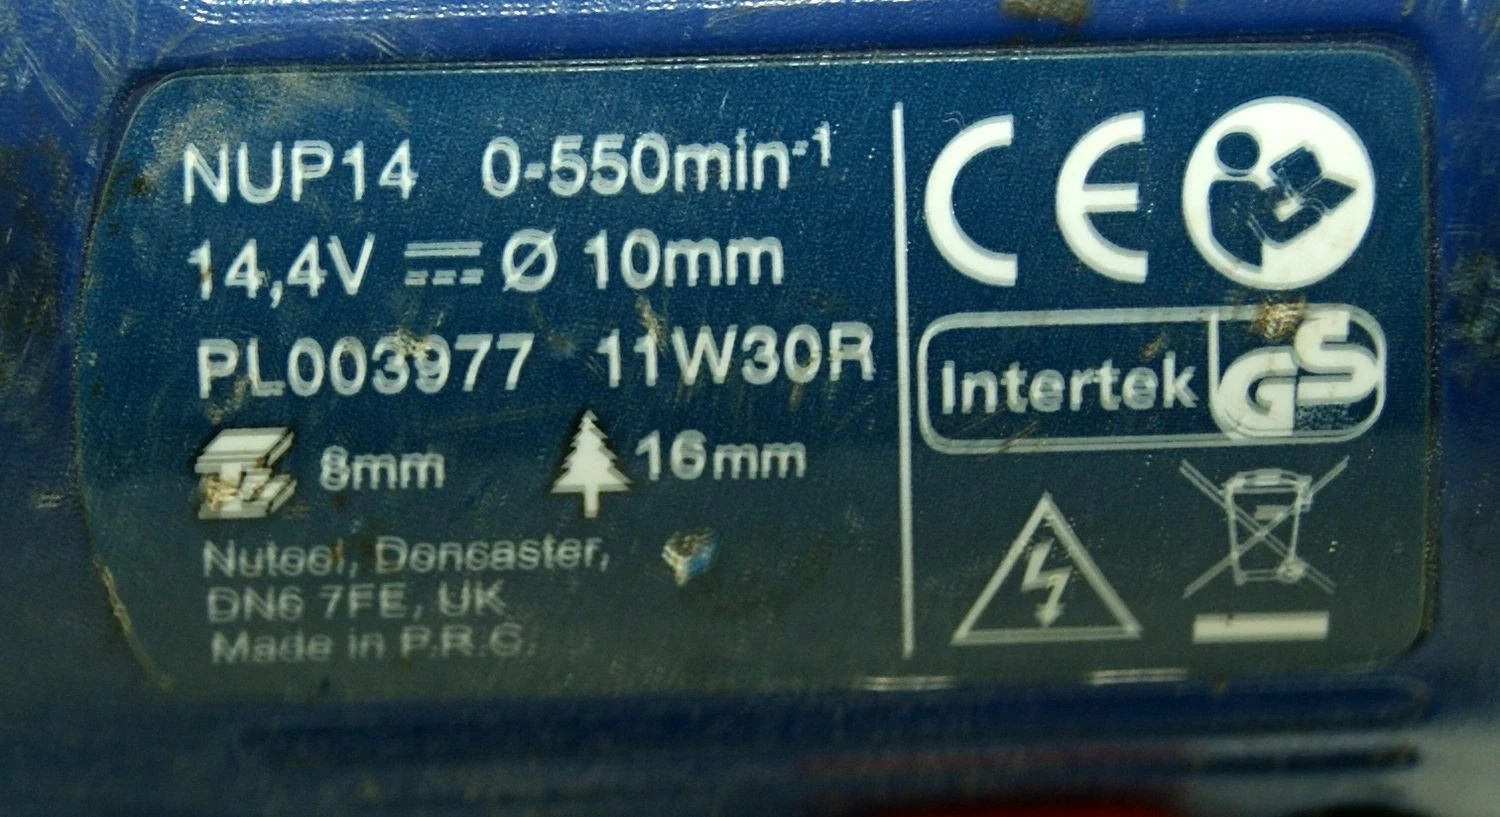 NUP14 0-550min-1
14,4V Ø 10mm
PL003977 11W30R
8mm 16mm
Nutool, Doncaster,
DN6 7FE, UK
Made in P.R.C.
CE
Intertek GS